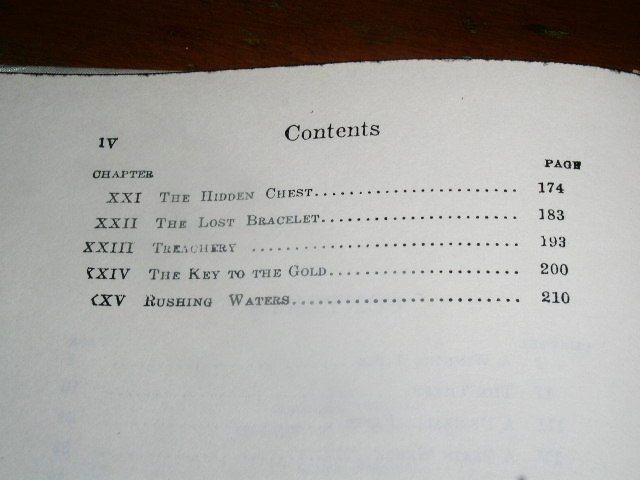 iv Contents
CHAPTER PAGE
XXI THE HIDDEN CHEST........................ 174
XXII THE LOST BRACELET........................ 183
XXIII TREACHERY ................................ 193
XXIV THE KEY TO THE GOLD...................... 200
XXV RUSHING WATERS........................... 210